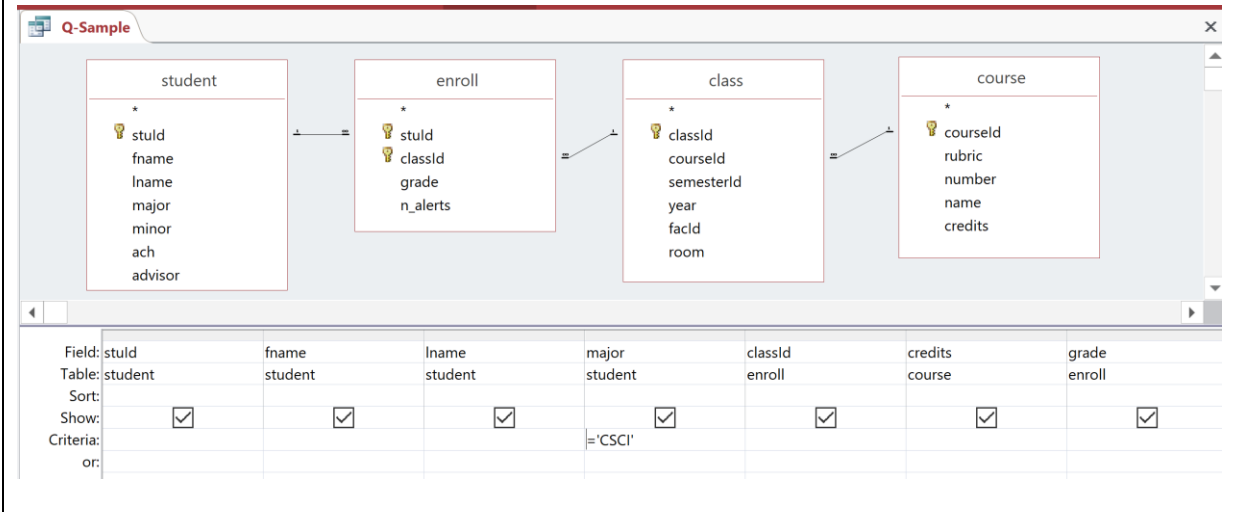 Q-Sample
student
*
stuId
fname
lname
major
minor
ach
advisor
enroll
*
stuId
classId
grade
n_alerts
class
*
classId
courseId
semesterId
year
facId
room
course
*
courseId
rubric
number
name
credits
Field: stuId fname lname major classId credits grade
Table: student student student student enroll course enroll
Sort:
Show:
Criteria: ='CSCI'
or: